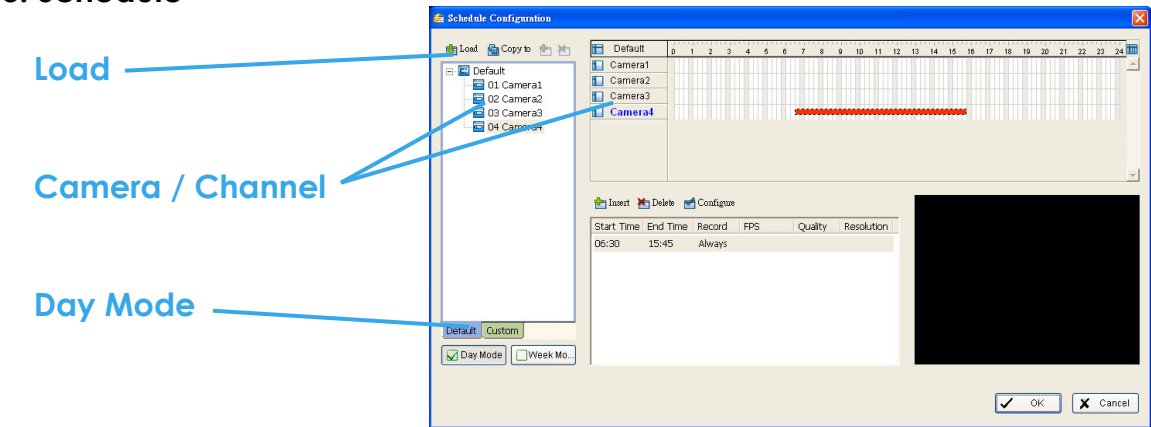 Schedule
Schedule Configuration
Load Copy to
Default
01 Camera1
02 Camera2
03 Camera3
04 Camera4
Default Custom
Day Mode Week Mo...
Default 0 1 2 3 4 5 6 7 8 9 10 11 12 13 14 15 16 17 18 19 20 21 22 23 24
Camera1
Camera2
Camera3
Camera4
Insert Delete Configure
Start Time End Time Record FPS Quality Resolution
06:30 15:45 Always
OK Cancel
Load
Camera / Channel
Day Mode